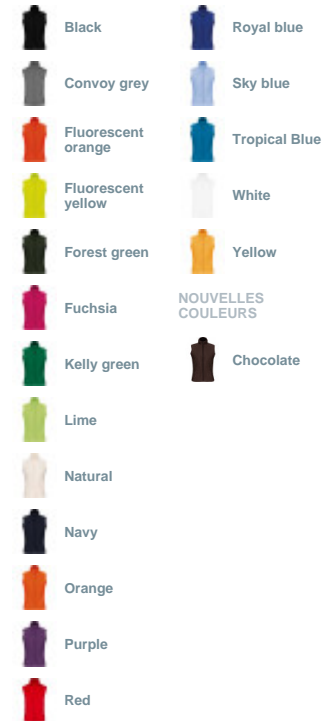 Black
Convoy grey
Fluorescent
orange
Fluorescent
yellow
Forest green
Fuchsia
Kelly green
Lime
Natural
Navy
Orange
Purple
Red
Royal blue
Sky blue
Tropical Blue
White
Yellow
NOUVELLES
COULEURS
Chocolate